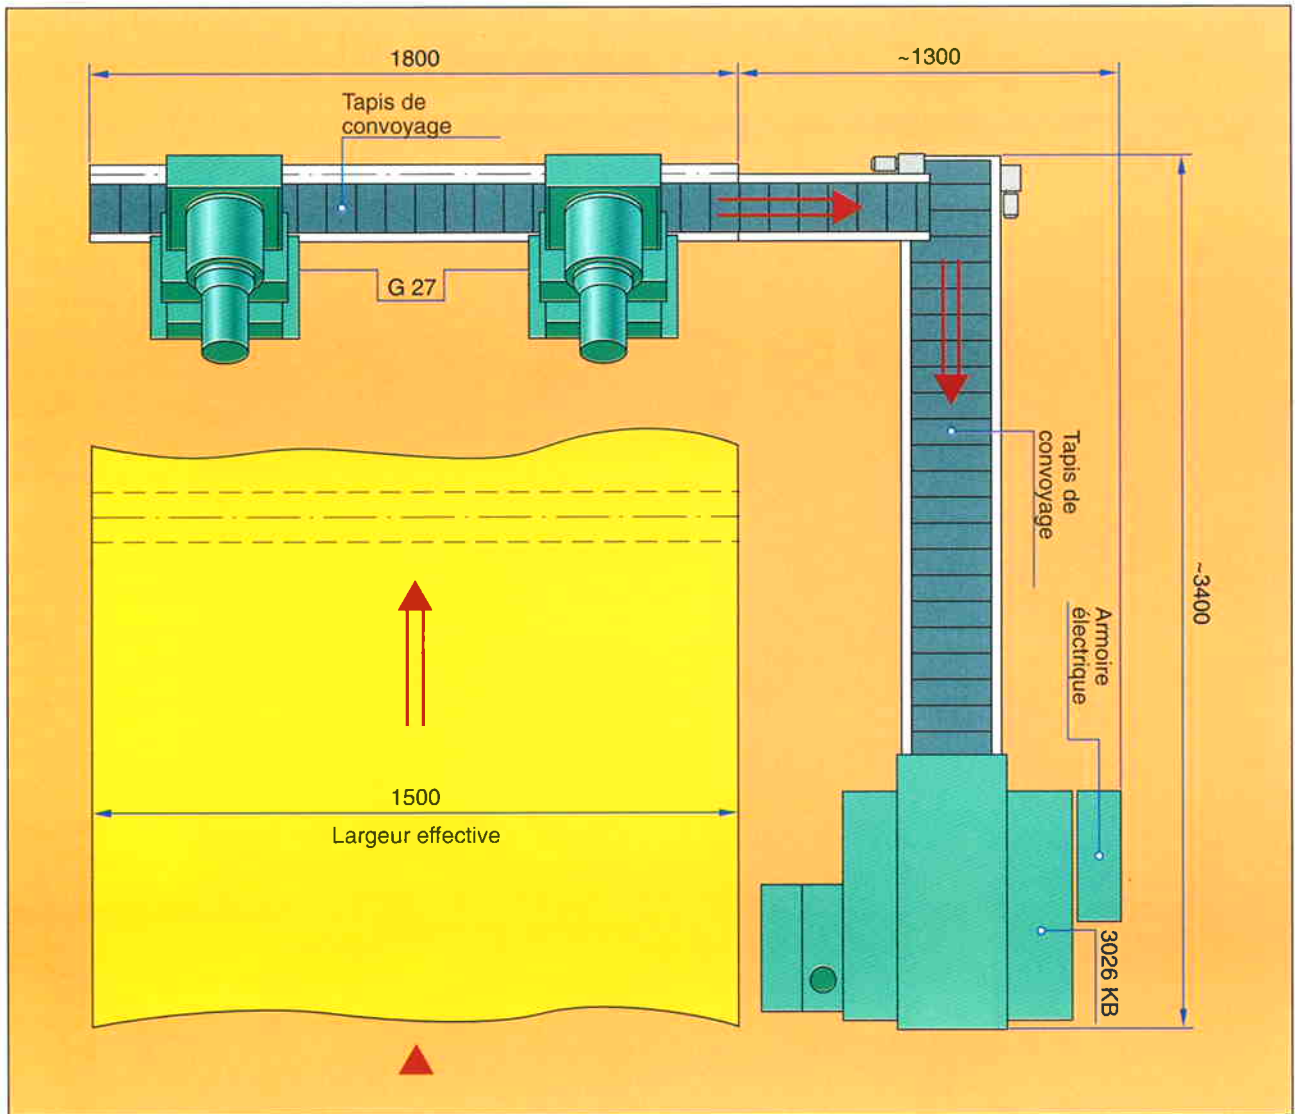 1800
~1300
Tapis de
convoyage
G 27
Tapis de
convoyage
~3400
Armoire
électrique
1500
Largeur effective
3026 KB